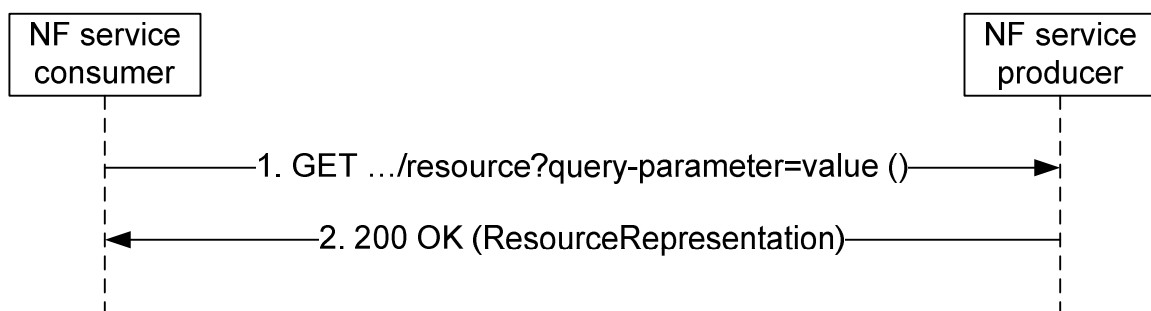 NF service
consumer
NF service
producer
1. GET …/resource?query-parameter=value ()
2. 200 OK (ResourceRepresentation)